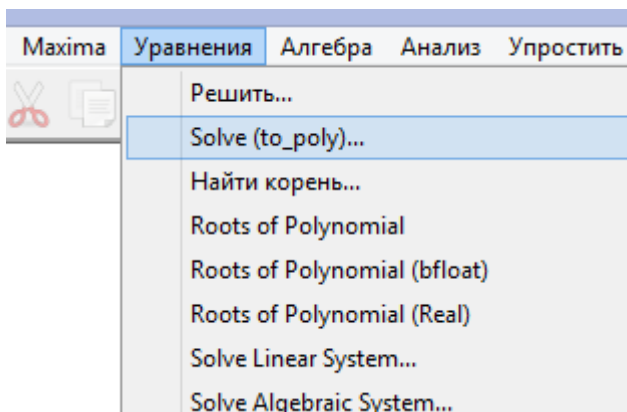 Maxima Уравнения Алгебра Анализ Упростить
Решить...
Solve (to_poly)...
Найти корень...
Roots of Polynomial
Roots of Polynomial (bfloat)
Roots of Polynomial (Real)
Solve Linear System...
Solve Algebraic System...